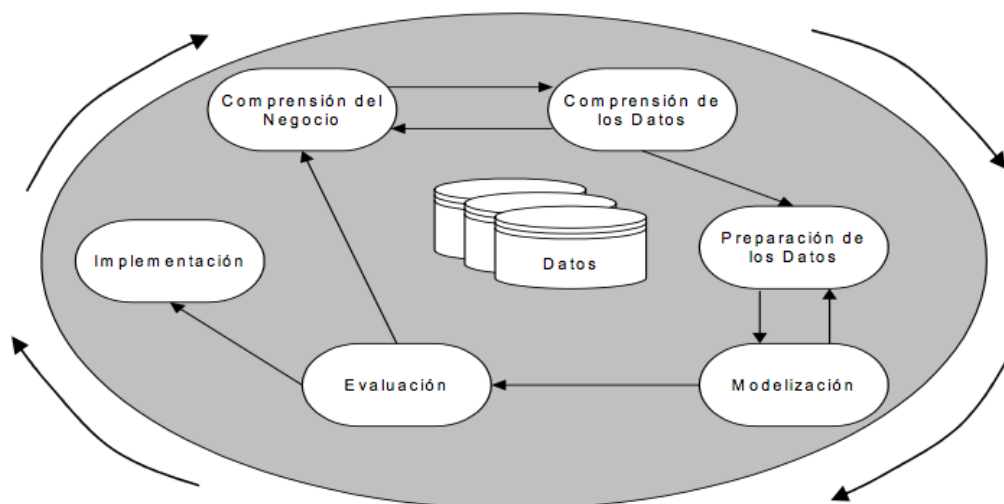 Comprensión del
Negocio
Comprensión de
los Datos
Preparación de
los Datos
Datos
Implementación
Evaluación
Modelización